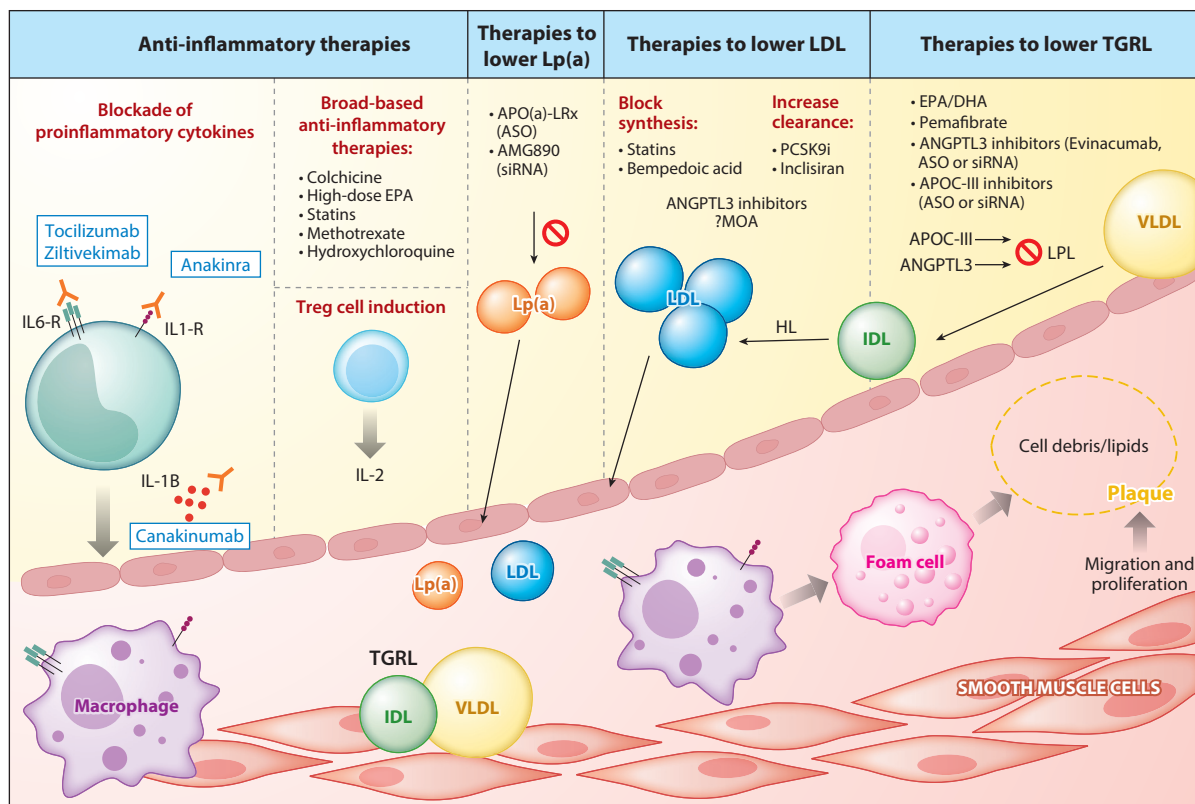 Anti-inflammatory therapies
Therapies to
lower Lp(a)
Therapies to lower LDL
Therapies to lower TGRL
Blockade of
proinflammatory cytokines
Tocilizumab
Ziltivekimab
Anakinra
IL6-R
IL1-R
IL-1B
Canakinumab
Broad-based
anti-inflammatory
therapies:
• Colchicine
• High-dose EPA
• Statins
• Methotrexate
• Hydroxychloroquine
Treg cell induction
IL-2
• APO(a)-LRx
(ASO)
• AMG890
(siRNA)
Lp(a)
Block
synthesis:
• Statins
• Bempedoic acid
Increase
clearance:
• PCSK9i
• Inclisiran
ANGPTL3 inhibitors
?MOA
LDL
HL
IDL
• EPA/DHA
• Pemafibrate
• ANGPTL3 inhibitors (Evinacumab,
ASO or siRNA)
• APOC-III inhibitors
(ASO or siRNA)
VLDL
APOC-III
ANGPTL3
LPL
Cell debris/lipids
Plaque
Migration and
proliferation
Foam cell
Lp(a)
LDL
Macrophage
TGRL
IDL
VLDL
SMOOTH MUSCLE CELLS